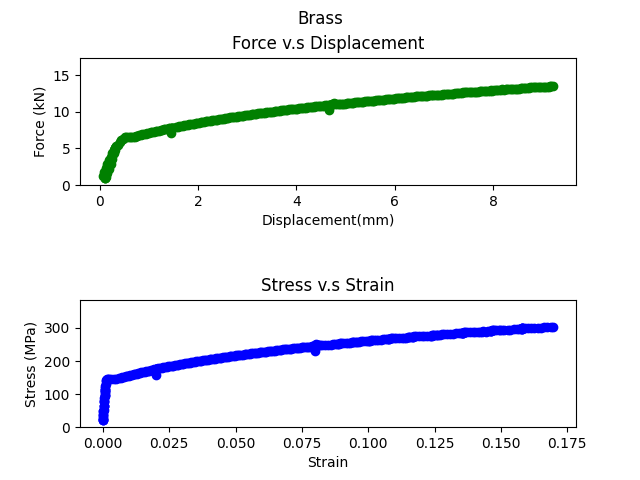 Brass
Force v.s Displacement
15
10
5
0
Force (kN)
0 2 4 6 8
Displacement(mm)
Stress v.s Strain
300
200
100
0
Stress (MPa)
0.000 0.025 0.050 0.075 0.100 0.125 0.150 0.175
Strain